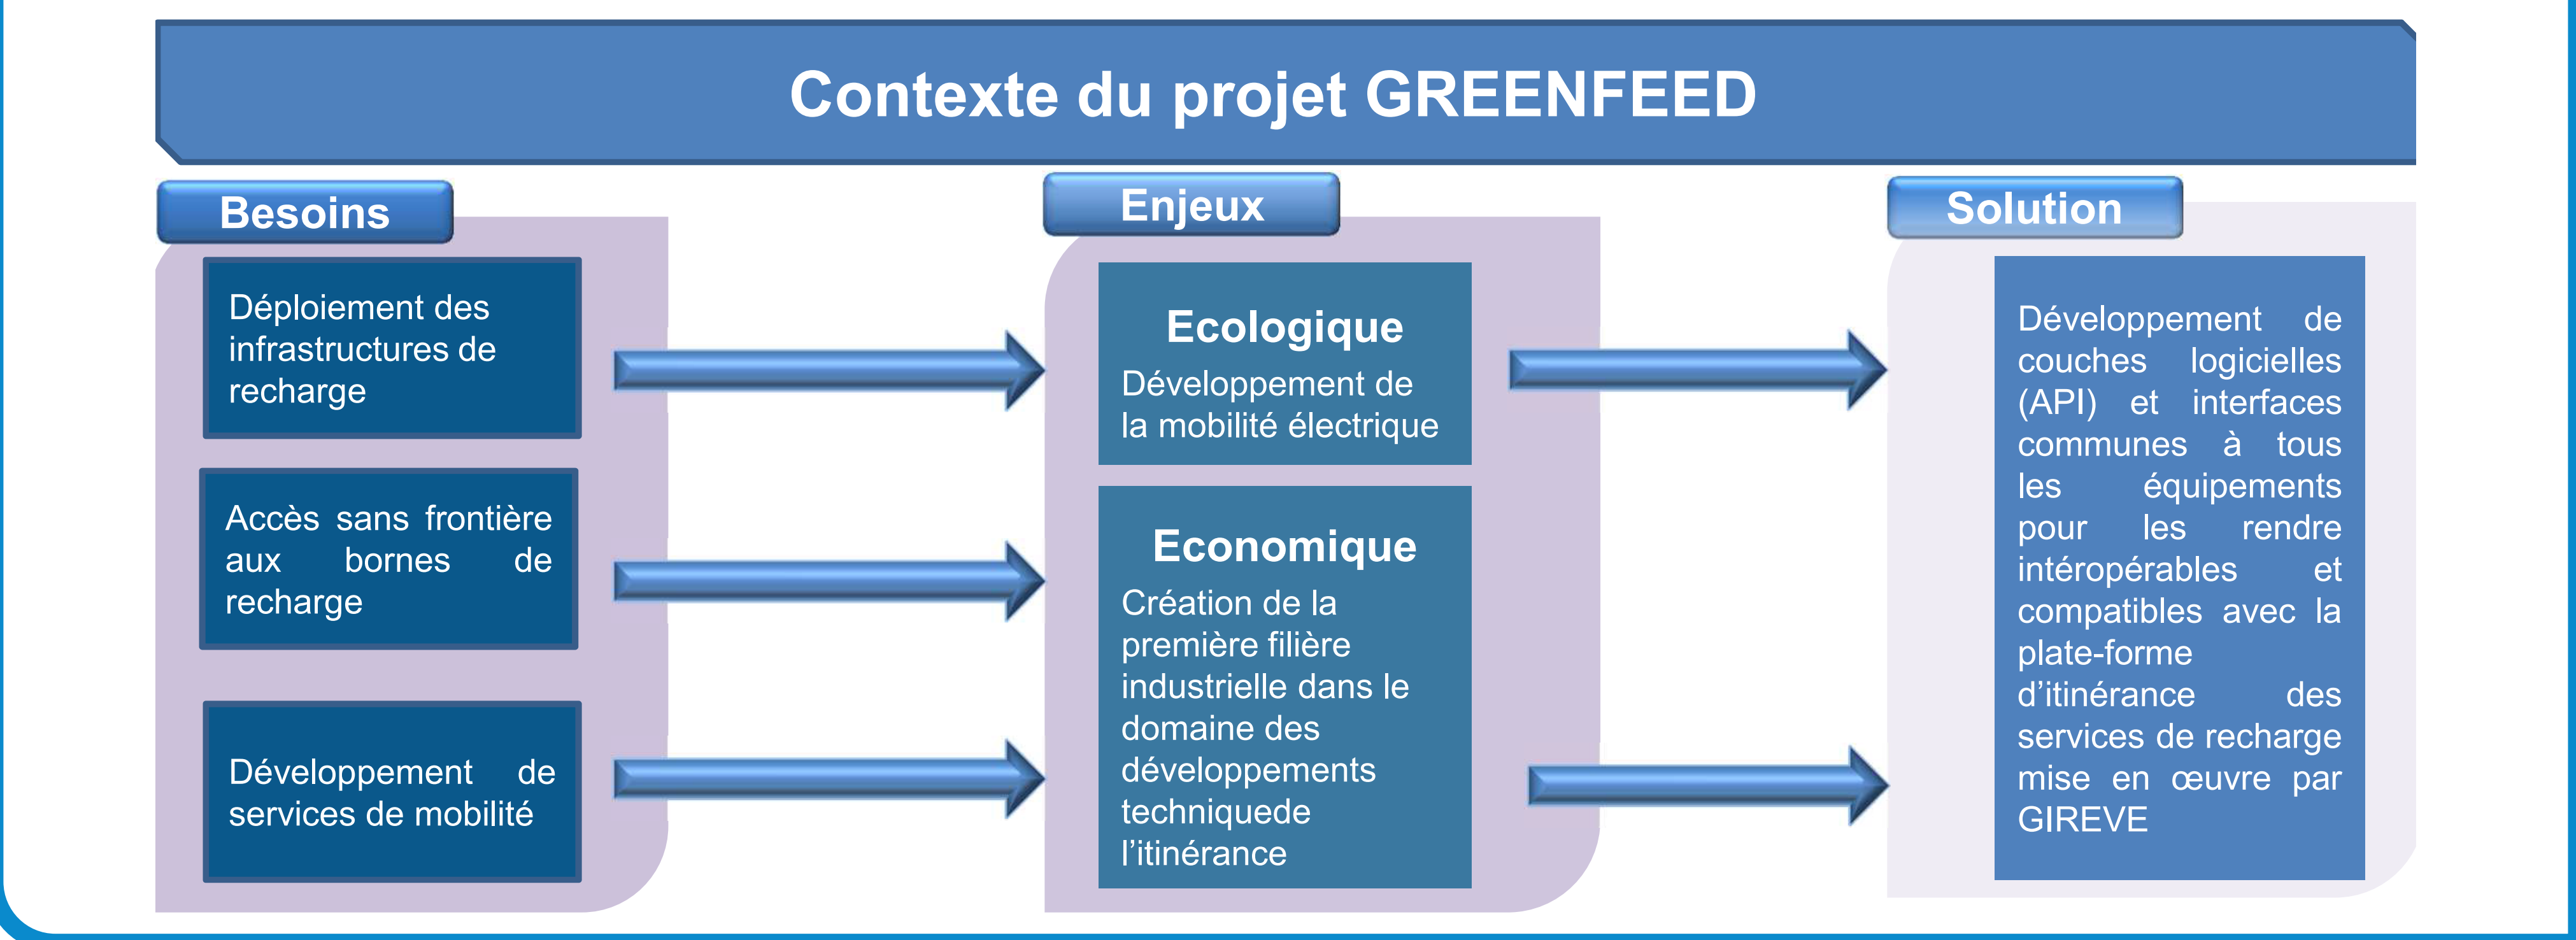 Contexte du projet GREENFEED
Besoins
Déploiement des
infrastructures de
recharge
Accès sans frontière
aux bornes de
recharge
Développement de
services de mobilité
Enjeux
Ecologique
Développement de
la mobilité électrique
Economique
Création de la
première filière
industrielle dans le
domaine des
développements
techniquede
l’itinérance
Solution
Développement de
couches logicielles
(API) et interfaces
communes à tous
les équipements
pour les rendre
intéropérables et
compatibles avec la
plate-forme
d’itinérance des
services de recharge
mise en œuvre par
GIREVE